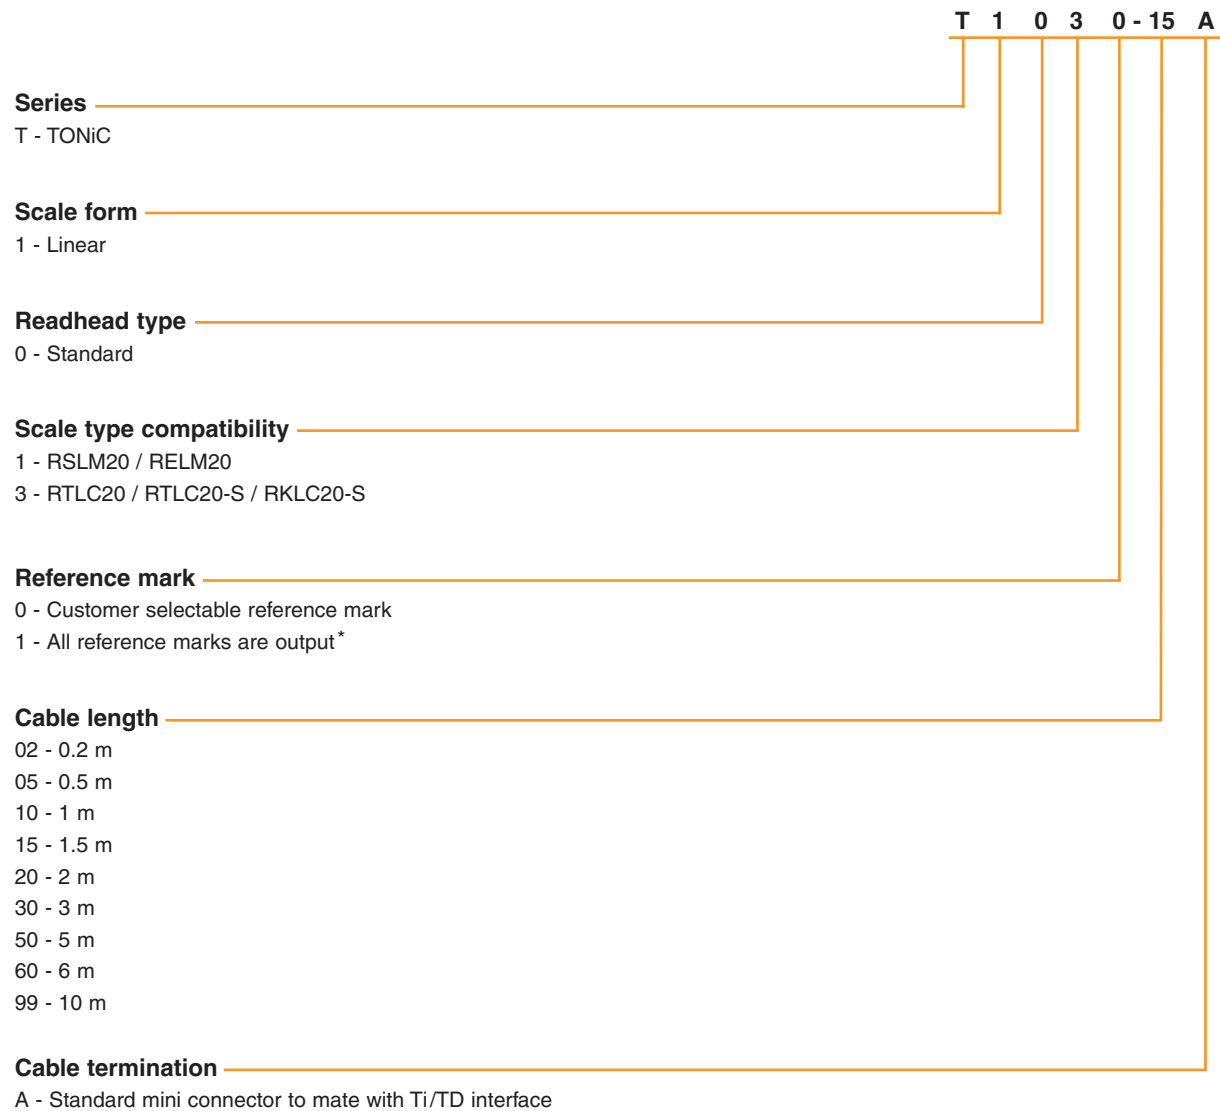 T 1 0 3 0 - 15 A
Series
T - TONiC
Scale form
1 - Linear
Readhead type
0 - Standard
Scale type compatibility
1 - RSLM20 / RELM20
3 - RTLC20 / RTLC20-S / RKLC20-S
Reference mark
0 - Customer selectable reference mark
1 - All reference marks are output*
Cable length
02 - 0.2 m
05 - 0.5 m
10 - 1 m
15 - 1.5 m
20 - 2 m
30 - 3 m
50 - 5 m
60 - 6 m
99 - 10 m
Cable termination
A - Standard mini connector to mate with Ti/TD interface